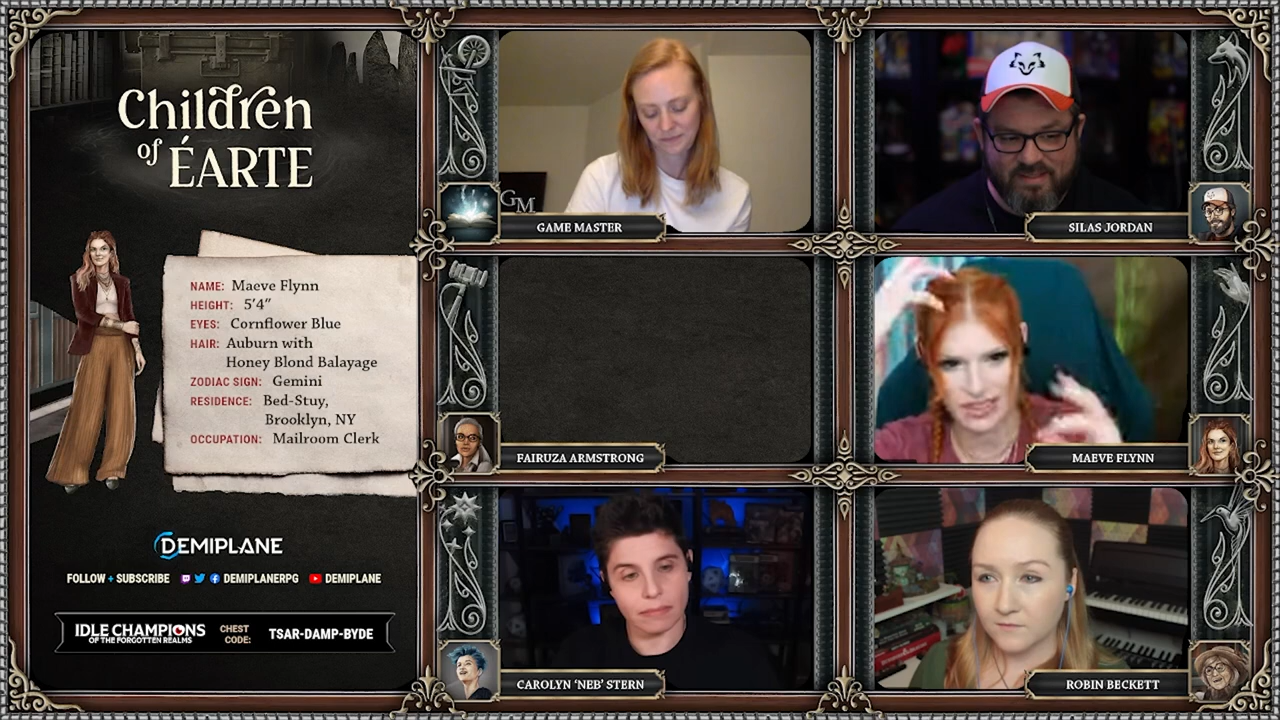 Children
of ÉARTE
NAME: Maeve Flynn
HEIGHT: 5'4"
EYES: Cornflower Blue
HAIR: Auburn with
Honey Blond Balayage
ZODIAC SIGN: Gemini
RESIDENCE: Bed-Stuy,
Brooklyn, NY
OCCUPATION: Mailroom Clerk
DEMIPLANE
FOLLOW + SUBSCRIBE DEMIPLANERPG DEMIPLANE
IDLE CHAMPIONS
OF THE FORGOTTEN REALMS
CHEST
CODE:
TSAR-DAMP-BYDE
GM
GAME MASTER
SILAS JORDAN
FAIRUZA ARMSTRONG
MAEVE FLYNN
CAROLYN ‘NEB’ STERN
ROBIN BECKETT